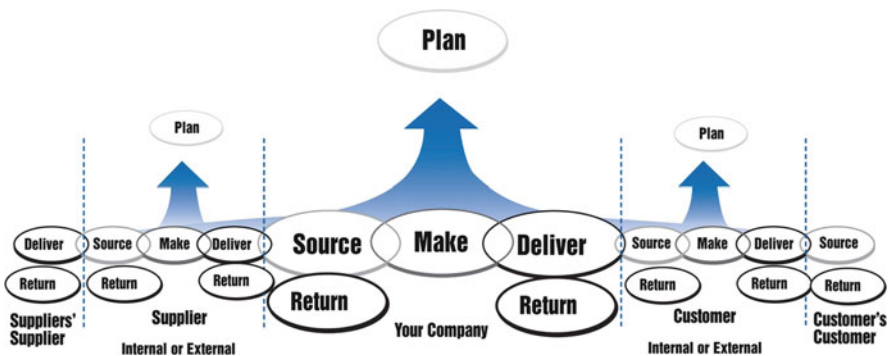 Plan
Plan
Plan
Deliver
Source
Make
Deliver
Source
Make
Deliver
Source
Make
Deliver
Source
Return
Return
Return
Return
Return
Return
Return
Return
Suppliers'
Supplier
Supplier
Internal or External
Your Company
Customer
Internal or External
Customer's
Customer